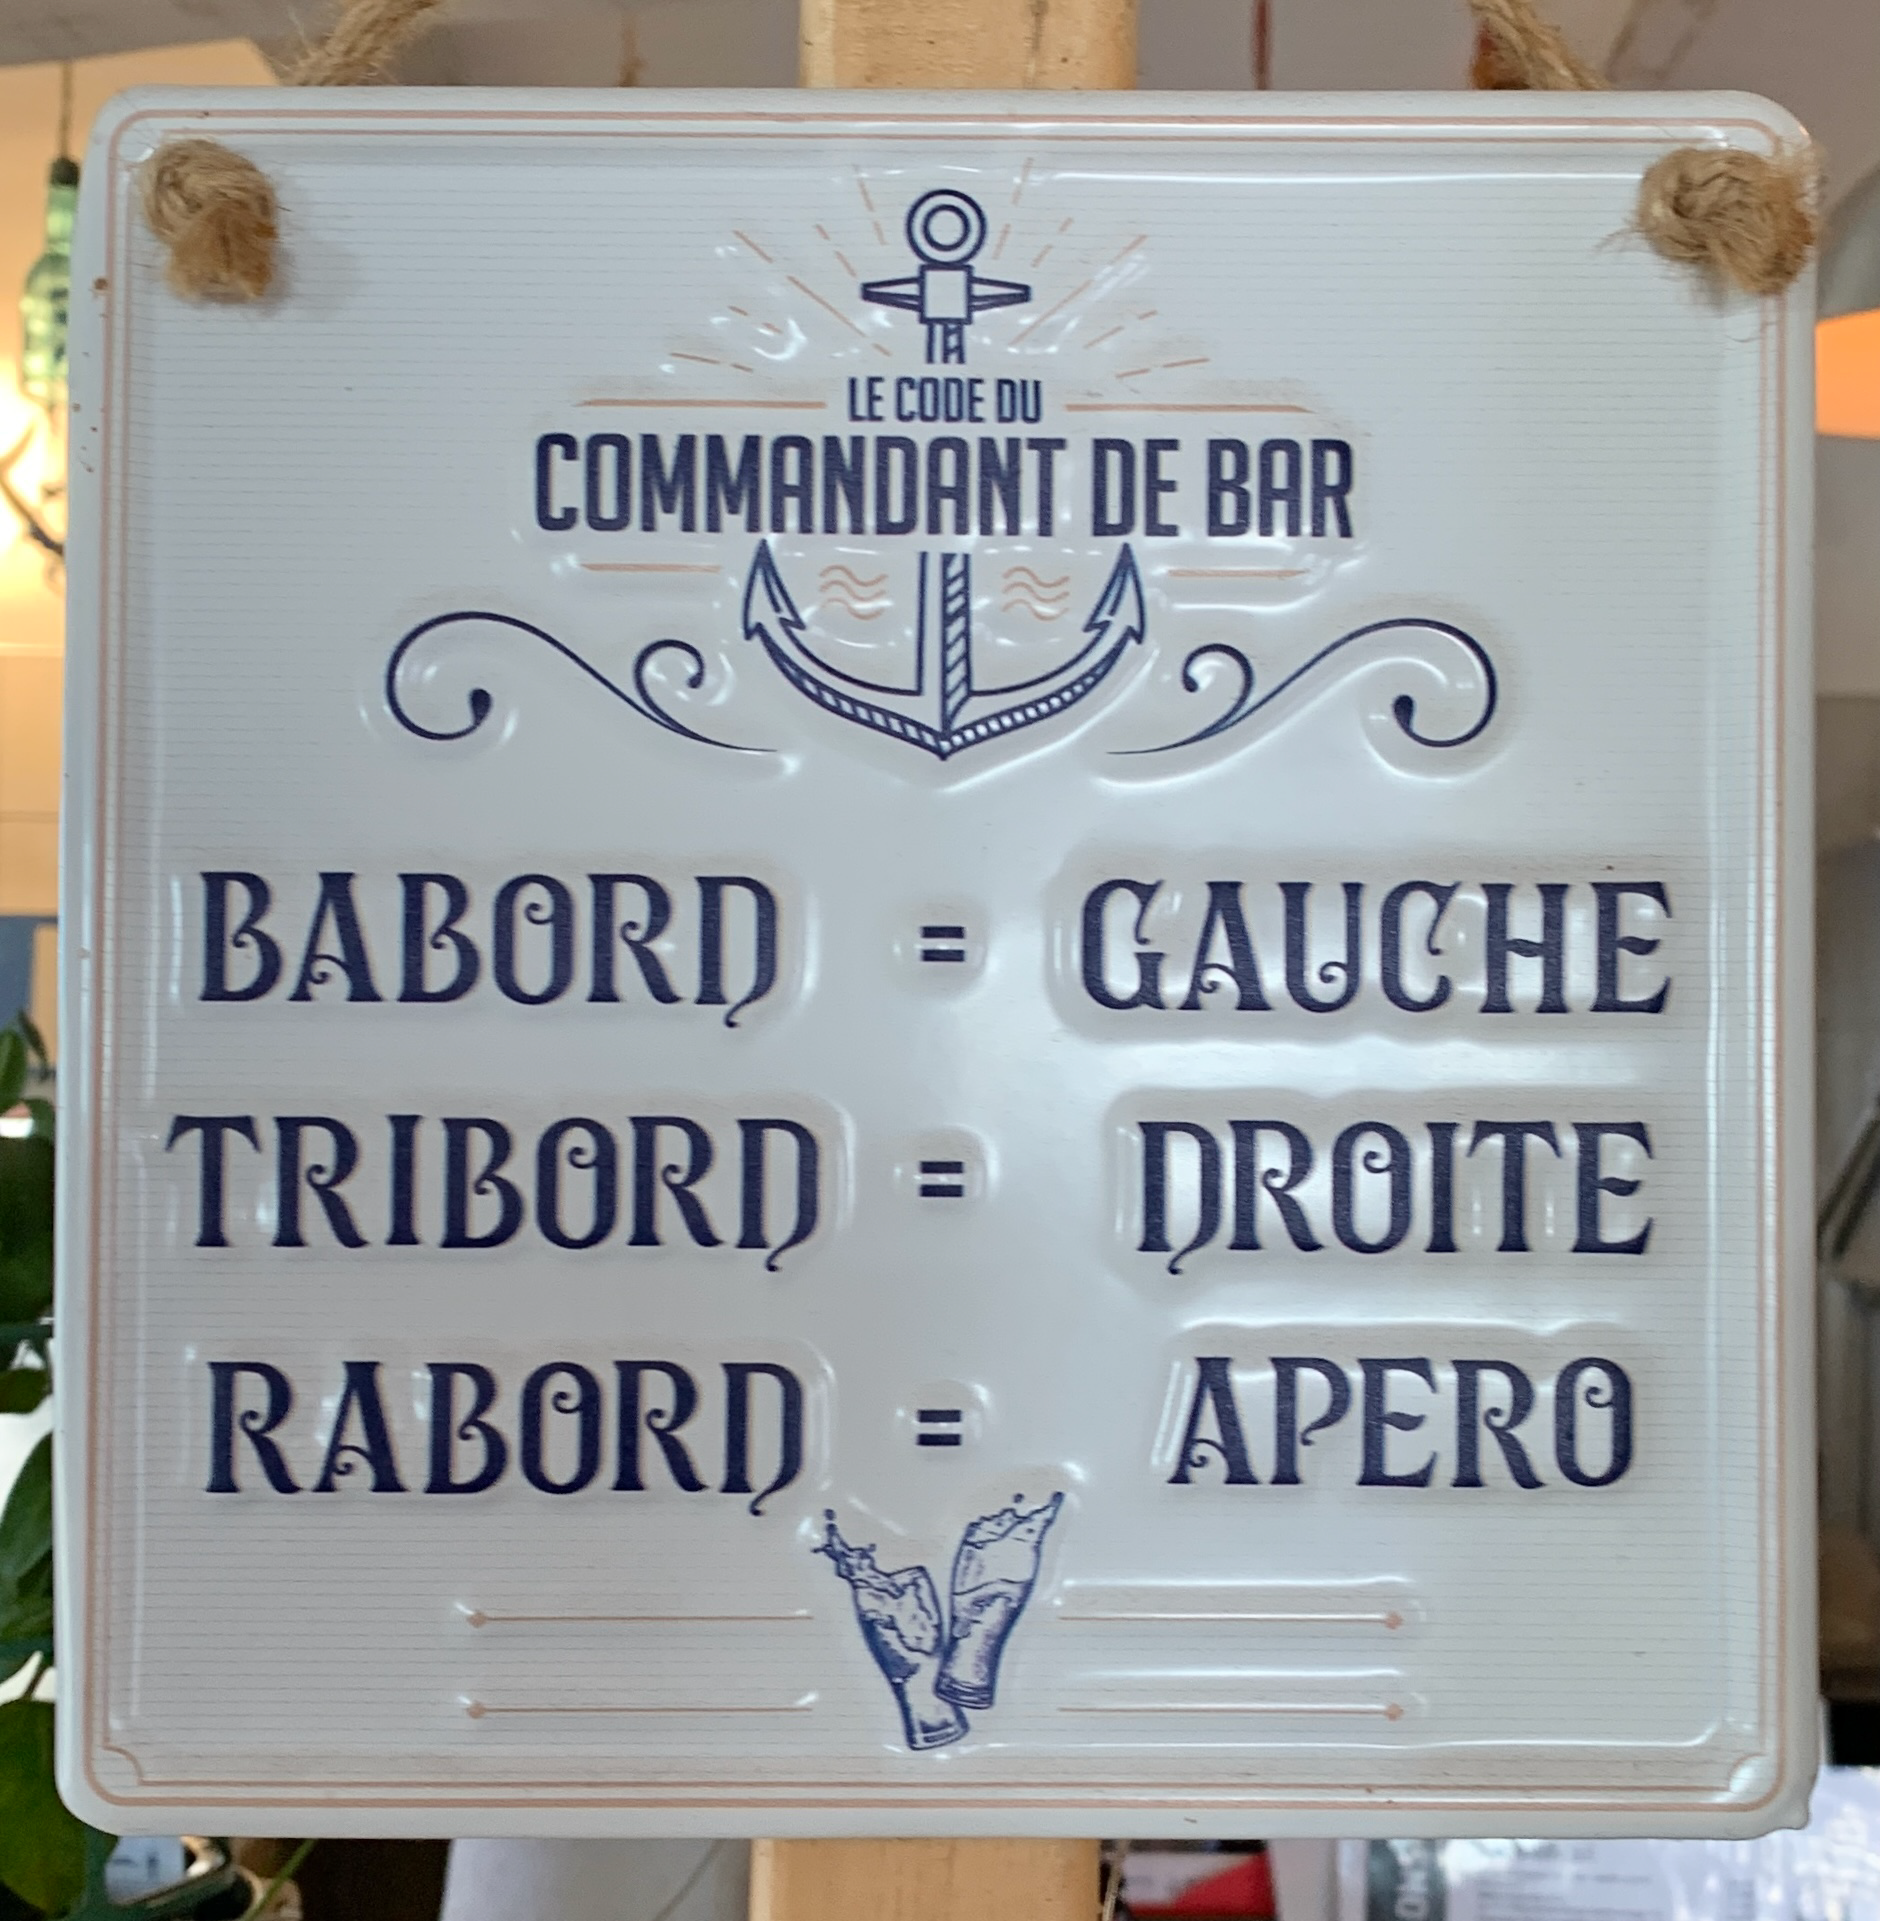 LE CODE DU
COMMANDANT DE BAR
BABORD = GAUCHE
TRIBORD = DROITE
RABORD = APERO